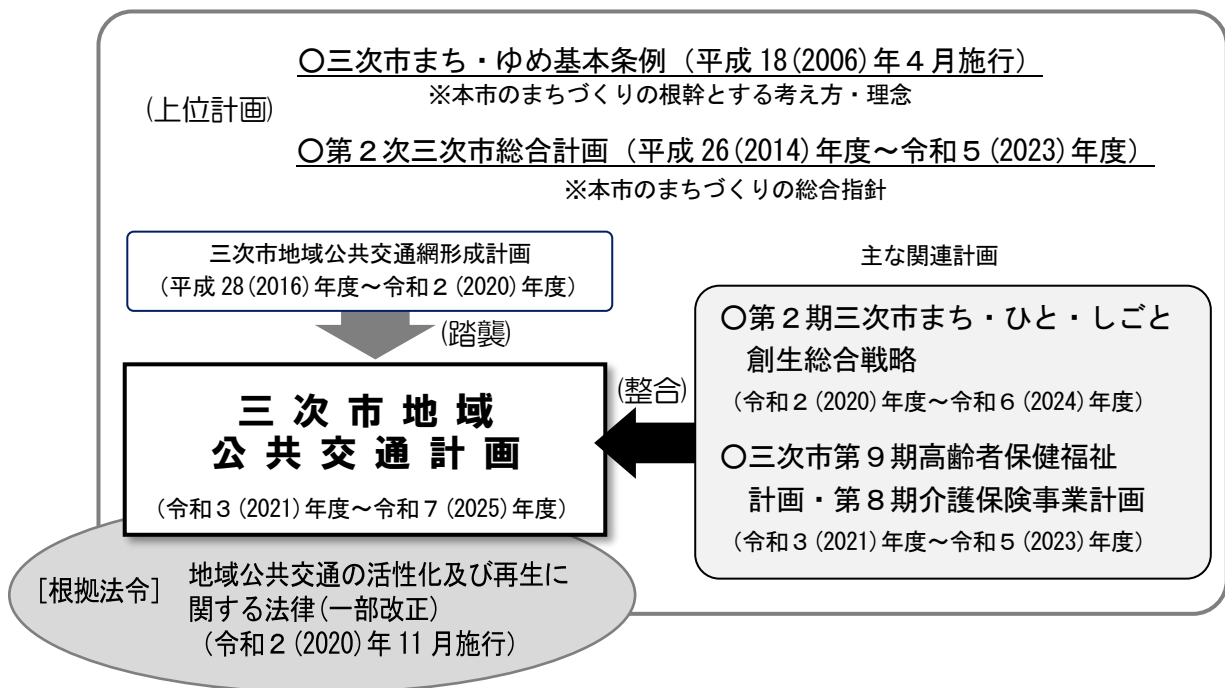 ○三次市まち・ゆめ基本条例（平成18(2006)年４月施行）
※本市のまちづくりの根幹とする考え方・理念
(上位計画)
○第２次三次市総合計画（平成26(2014)年度～令和５(2023)年度）
※本市のまちづくりの総合指針
三次市地域公共交通網形成計画
（平成28(2016)年度～令和２(2020)年度）
(踏襲)
三次市地域
公共交通計画
（令和３(2021)年度～令和７(2025)年度）
(整合)
主な関連計画
○第２期三次市まち・ひと・しごと
創生総合戦略
（令和２(2020)年度～令和６(2024)年度）
○三次市第９期高齢者保健福祉
計画・第８期介護保険事業計画
（令和３(2021)年度～令和５(2023)年度）
[根拠法令] 地域公共交通の活性化及び再生に
関する法律(一部改正)
（令和２(2020)年11月施行）